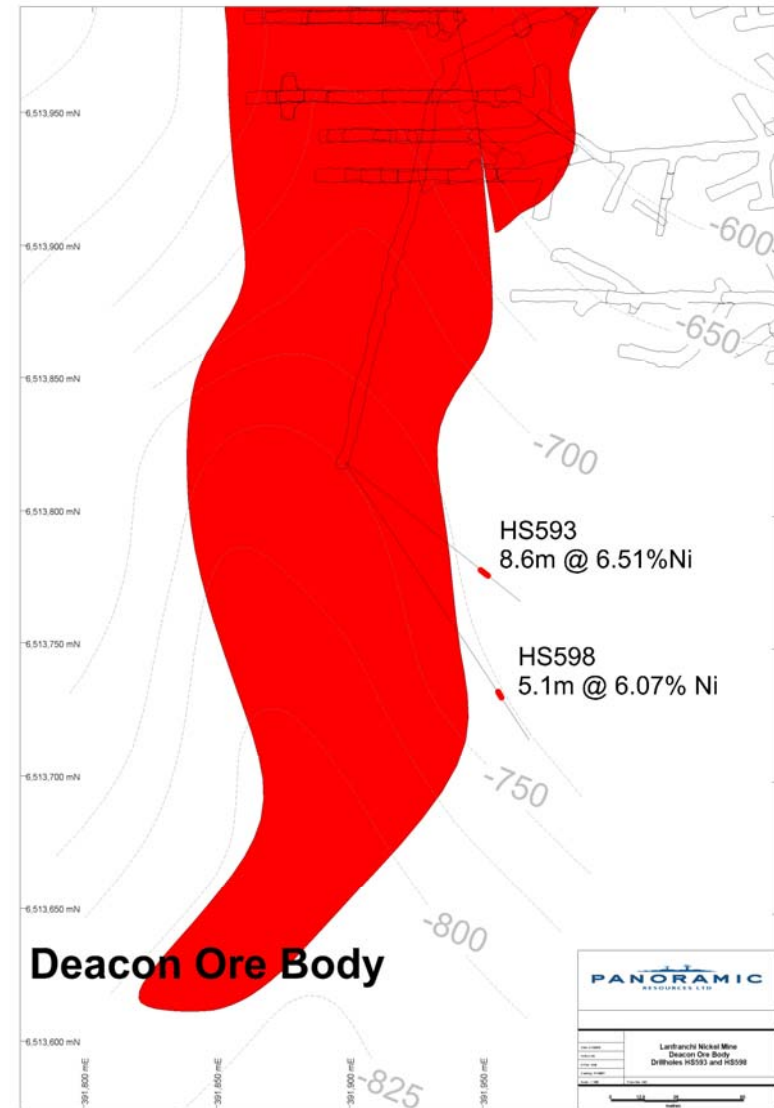 6,513,950 mN
-600
6,513,900 mN
-650
6,513,850 mN
-700
6,513,800 mN
HS593
8.6m @ 6.51%Ni
6,513,750 mN
HS598
5.1m @ 6.07% Ni
6,513,700 mN
-750
6,513,650 mN
-800
Deacon Ore Body
PANORAMIC
RESOURCES LTD
6,513,600 mN
Lanfranchi Nickel Mine
Deacon Ore Body
Drillholes HS593 and HS598
391,800 mE
391,850 mE
391,900 mE
391,950 mE
-825
metres